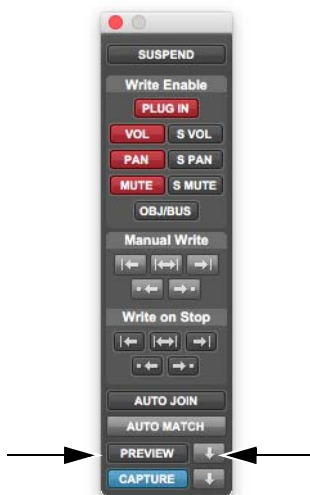 SUSPEND
Write Enable
PLUG IN
VOL S VOL
PAN S PAN
MUTE S MUTE
OBJ/BUS
Manual Write
Write on Stop
AUTO JOIN
AUTO MATCH
PREVIEW
CAPTURE